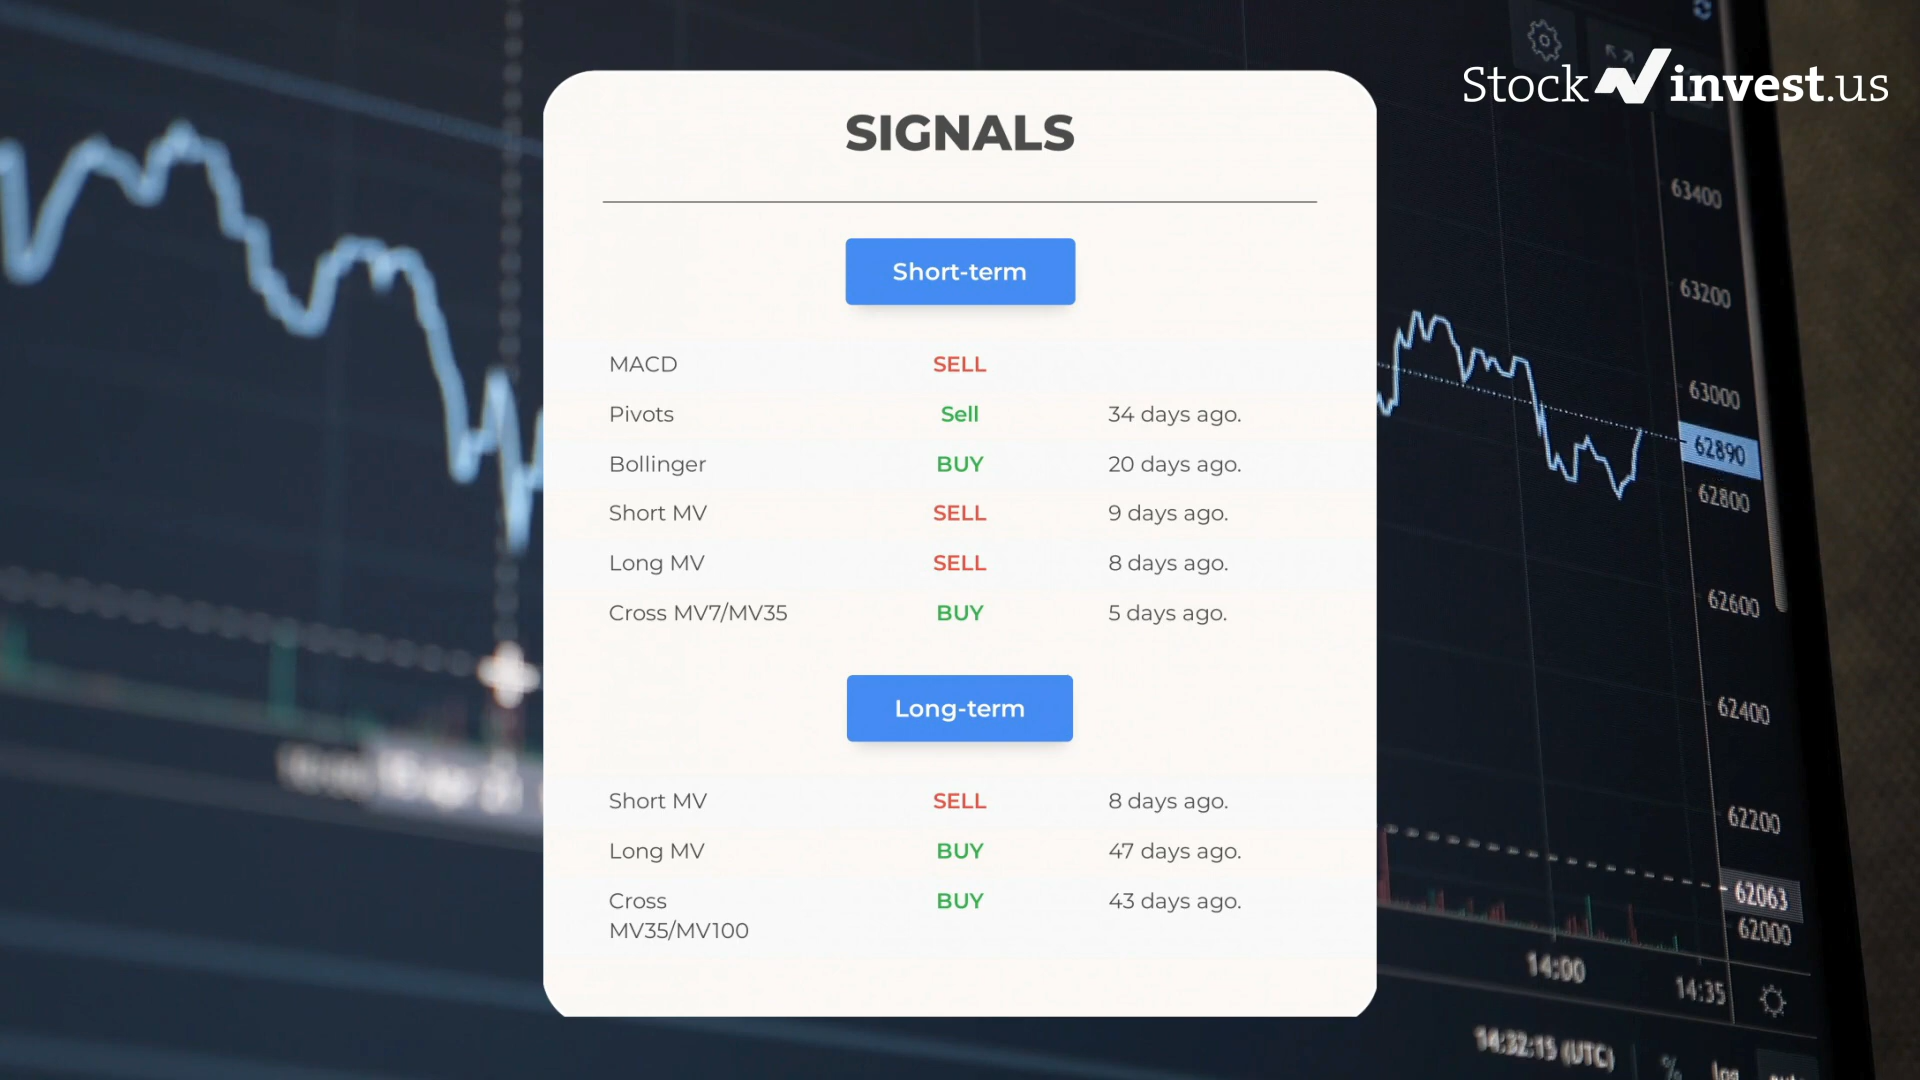 Stock invest.us
SIGNALS
Short-term
MACD SELL
Pivots Sell 34 days ago.
Bollinger BUY 20 days ago.
Short MV SELL 9 days ago.
Long MV SELL 8 days ago.
Cross MV7/MV35 BUY 5 days ago.
Long-term
Short MV SELL 8 days ago.
Long MV BUY 47 days ago.
Cross BUY 43 days ago.
MV35/MV100
63400
63200
63000
62890
62800
62600
62400
62200
62063
62000
14:00
14:35
14:32:15 (UTC)
%
log